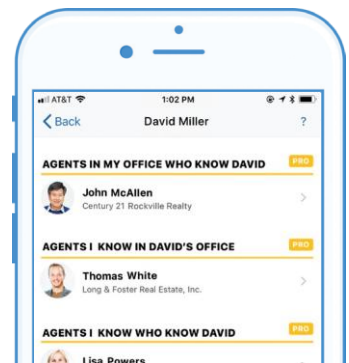 AT&T 1:02 PM
Back David Miller ?
AGENTS IN MY OFFICE WHO KNOW DAVID PRO
John McAllen
Century 21 Rockville Realty
AGENTS I KNOW IN DAVID'S OFFICE PRO
Thomas White
Long & Foster Real Estate, Inc.
AGENTS I KNOW WHO KNOW DAVID PRO
Lisa Powers